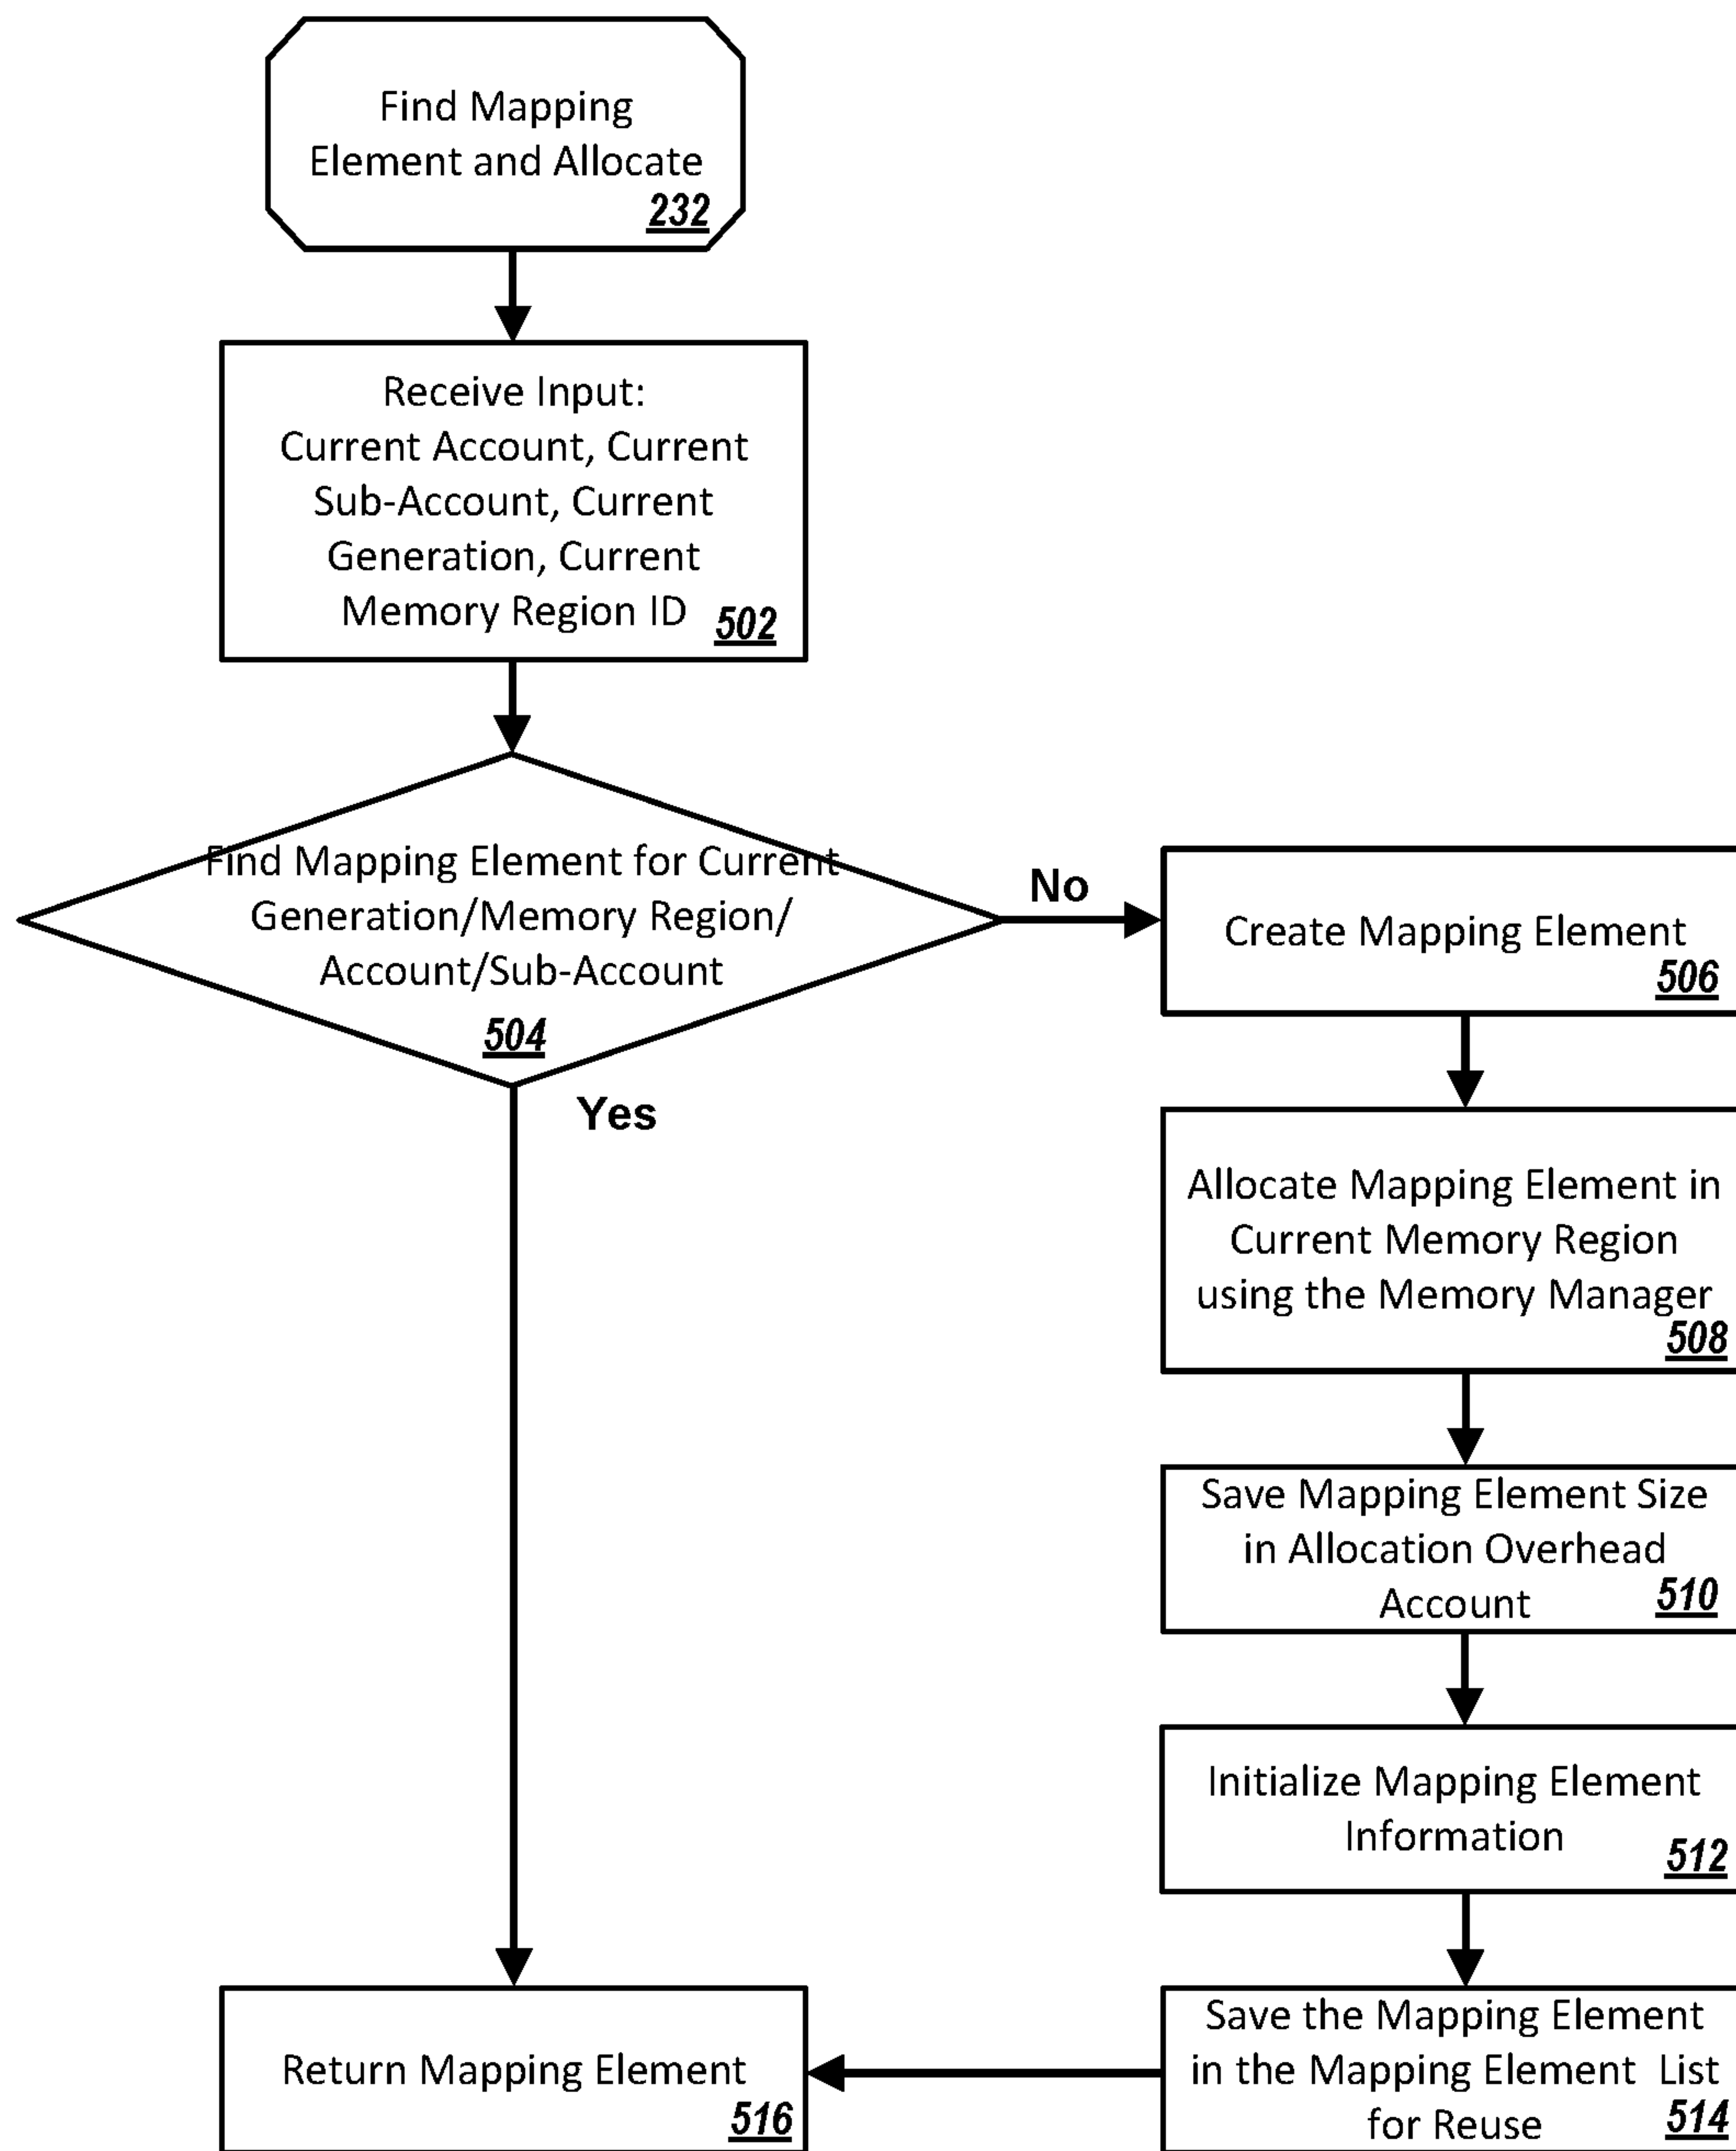 Find Mapping
Element and Allocate
232
Receive Input:
Current Account, Current
Sub-Account, Current
Generation, Current
Memory Region ID
502
Find Mapping Element for Current
Generation/Memory Region/
Account/Sub-Account
504
No
Yes
Create Mapping Element
506
Allocate Mapping Element in
Current Memory Region
using the Memory Manager
508
Save Mapping Element Size
in Allocation Overhead
Account
510
Initialize Mapping Element
Information
512
Save the Mapping Element
in the Mapping Element List
for Reuse
514
Return Mapping Element
516